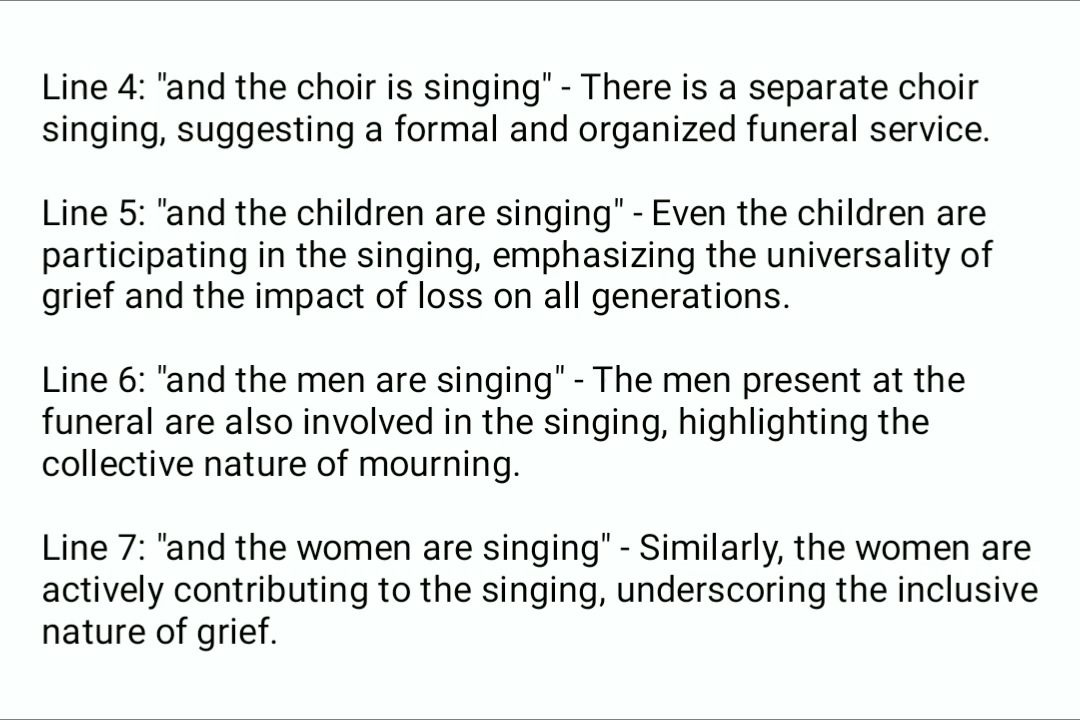 Line 4: "and the choir is singing" - There is a separate choir
singing, suggesting a formal and organized funeral service.
Line 5: "and the children are singing" - Even the children are
participating in the singing, emphasizing the universality of
grief and the impact of loss on all generations.
Line 6: "and the men are singing" - The men present at the
funeral are also involved in the singing, highlighting the
collective nature of mourning.
Line 7: "and the women are singing" - Similarly, the women are
actively contributing to the singing, underscoring the inclusive
nature of grief.